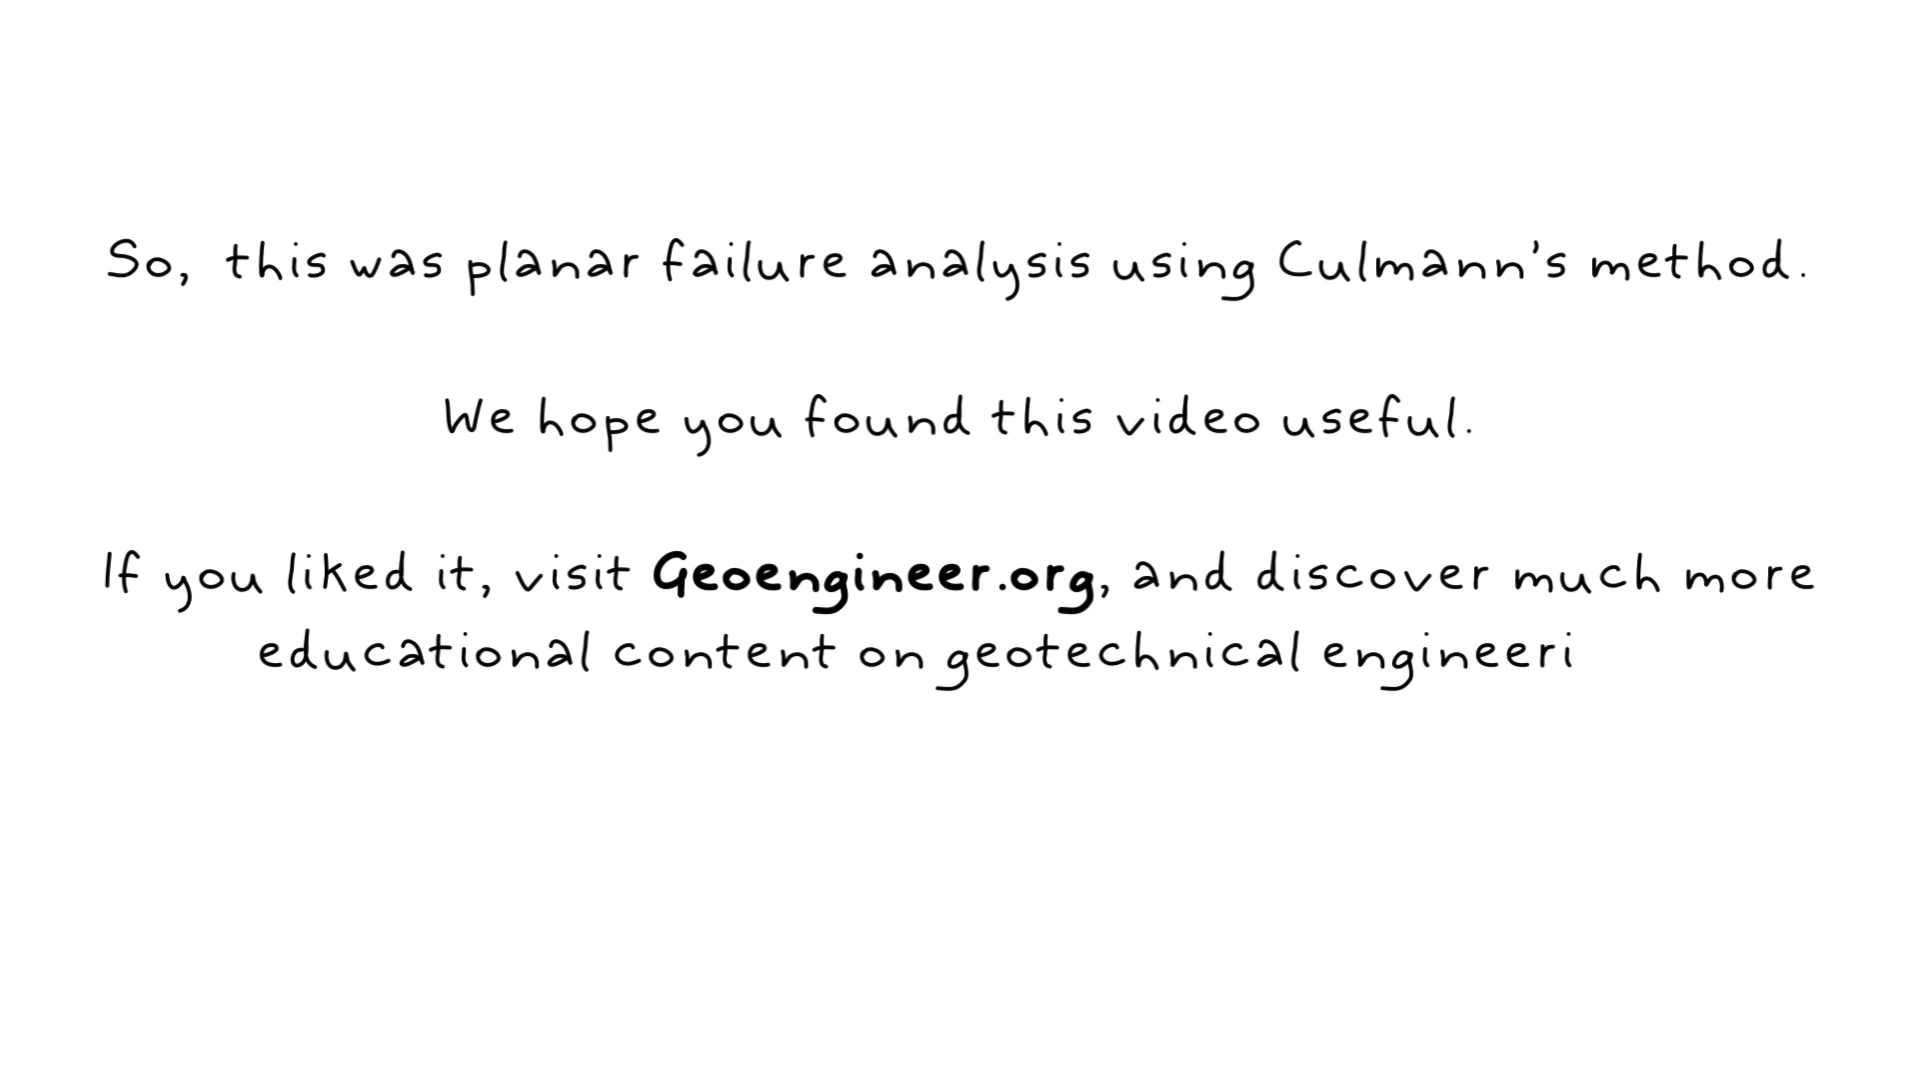 So, this was planar failure analysis using Culmann's method.
We hope you found this video useful.
If you liked it, visit Geoengineer.org, and discover much more
educational content on geotechnical engineeri